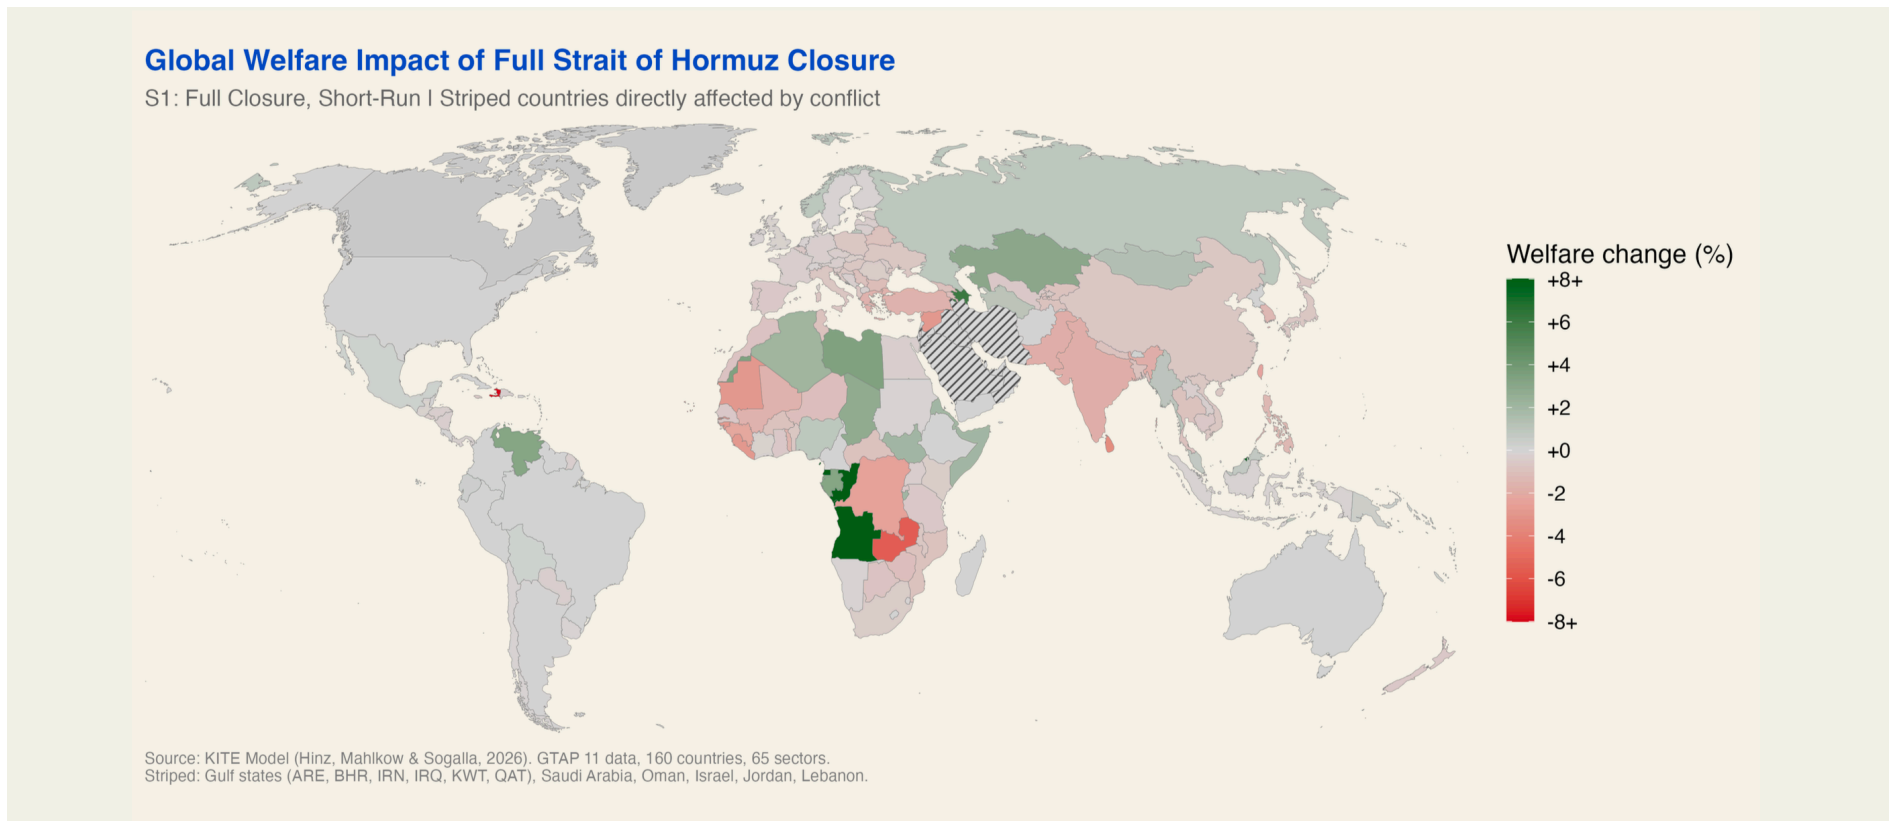 Global Welfare Impact of Full Strait of Hormuz Closure
S1: Full Closure, Short-Run I Striped countries directly affected by conflict
Welfare change (%)
+8+
+6
+4
+2
+0
-2
-4
-6
-8+
Source: KITE Model (Hinz, Mahlkow & Sogalla, 2026). GTAP 11 data, 160 countries, 65 sectors.
Striped: Gulf states (ARE, BHR, IRN, IRQ, KWT, QAT), Saudi Arabia, Oman, Israel, Jordan, Lebanon.